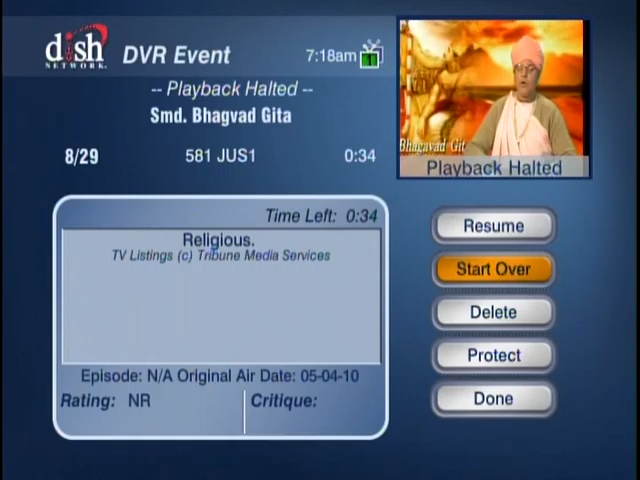 dish
NETWORK.
DVR Event
7:18am
1
-- Playback Halted --
Smd. Bhagvad Gita
8/29 581 JUS1 0:34
Bhagavad Git
Playback Halted
Time Left: 0:34
Religious.
TV Listings (c) Tribune Media Services
Episode: N/A Original Air Date: 05-04-10
Rating: NR Critique:
Resume
Start Over
Delete
Protect
Done